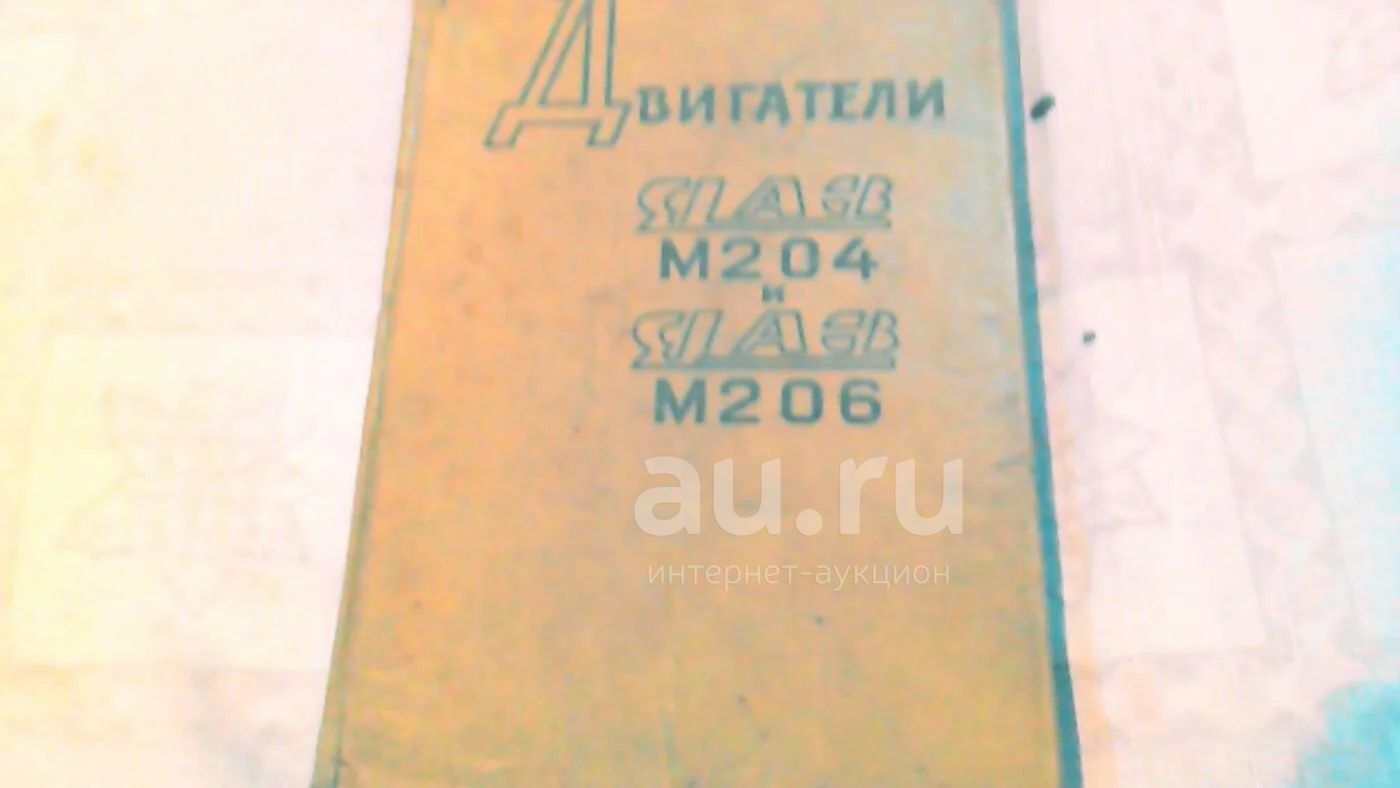 Двигатели
ЯАЗ
М204
и
ЯАЗ
М206
au.ru
интернет-аукцион